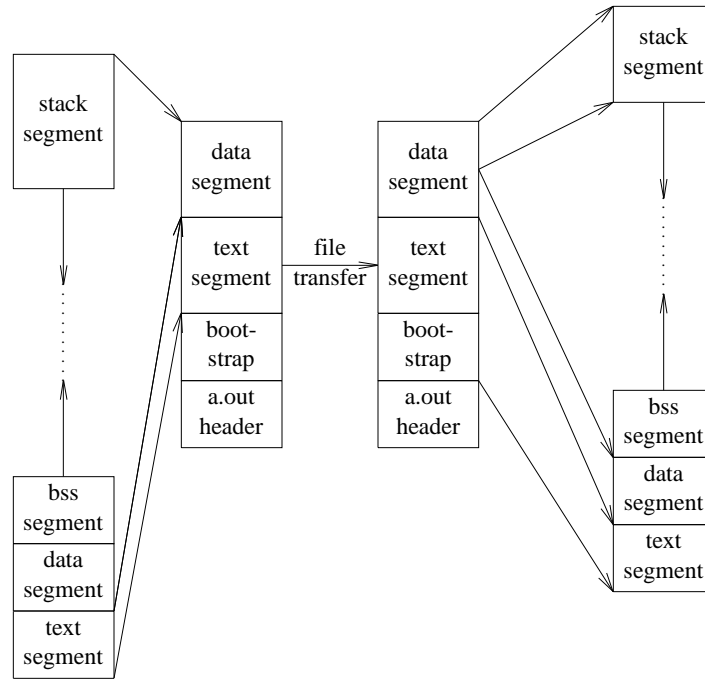 stack
segment
bss
segment
data
segment
text
segment
data
segment
text
segment
boot-
strap
a.out
header
file
transfer
data
segment
text
segment
boot-
strap
a.out
header
stack
segment
bss
segment
data
segment
text
segment